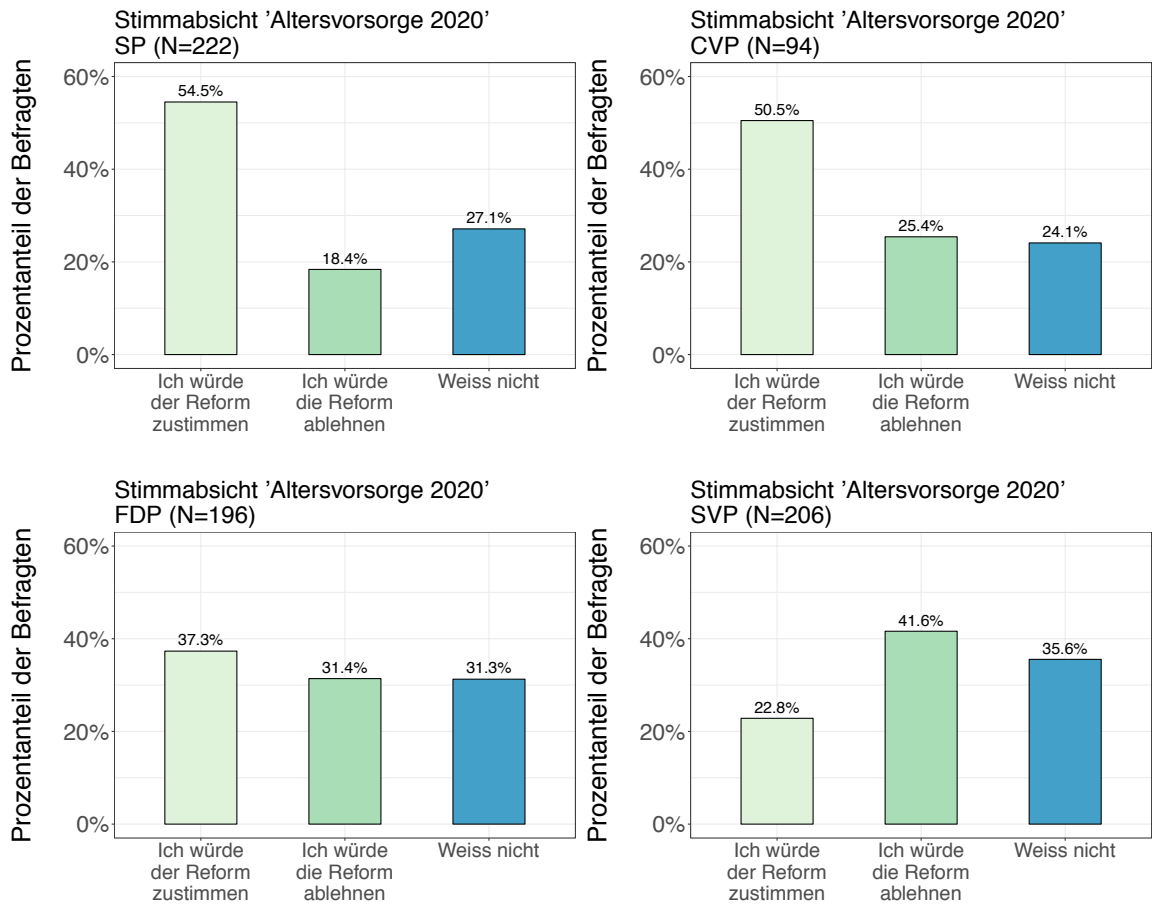 Stimmabsicht ’Altersvorsorge 2020’
SP (N=222)
Prozentanteil der Befragten
60%
40%
20%
0%
54.5%
18.4%
27.1%
Ich würde
der Reform
zustimmen
Ich würde
die Reform
ablehnen
Weiss nicht
Stimmabsicht ’Altersvorsorge 2020’
CVP (N=94)
Prozentanteil der Befragten
60%
40%
20%
0%
50.5%
25.4%
24.1%
Ich würde
der Reform
zustimmen
Ich würde
die Reform
ablehnen
Weiss nicht
Stimmabsicht ’Altersvorsorge 2020’
FDP (N=196)
Prozentanteil der Befragten
60%
40%
20%
0%
37.3%
31.4%
31.3%
Ich würde
der Reform
zustimmen
Ich würde
die Reform
ablehnen
Weiss nicht
Stimmabsicht ’Altersvorsorge 2020’
SVP (N=206)
Prozentanteil der Befragten
60%
40%
20%
0%
22.8%
41.6%
35.6%
Ich würde
der Reform
zustimmen
Ich würde
die Reform
ablehnen
Weiss nicht